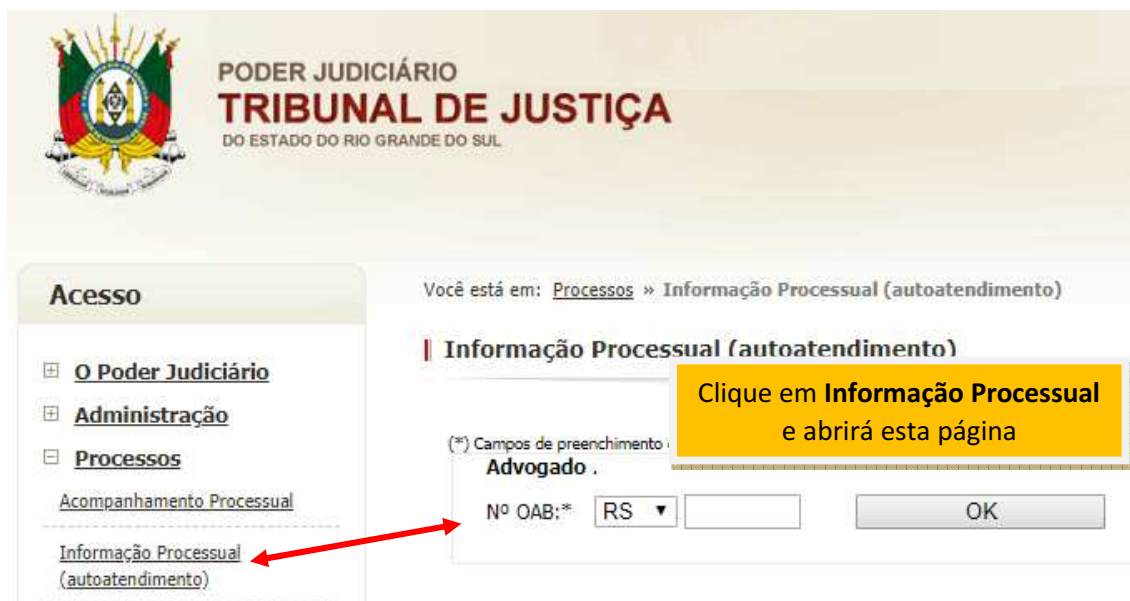 PODER JUDICIÁRIO
TRIBUNAL DE JUSTIÇA
DO ESTADO DO RIO GRANDE DO SUL
Acesso
O Poder Judiciário
Administração
Processos
Acompanhamento Processual
Informação Processual
(autoatendimento)
Você está em: Processos » Informação Processual (autoatendimento)
Informação Processual (autoatendimento)
Clique em Informação Processual
e abrirá esta página
(*) Campos de preenchimento
Advogado .
Nº OAB:* RS ▼ OK